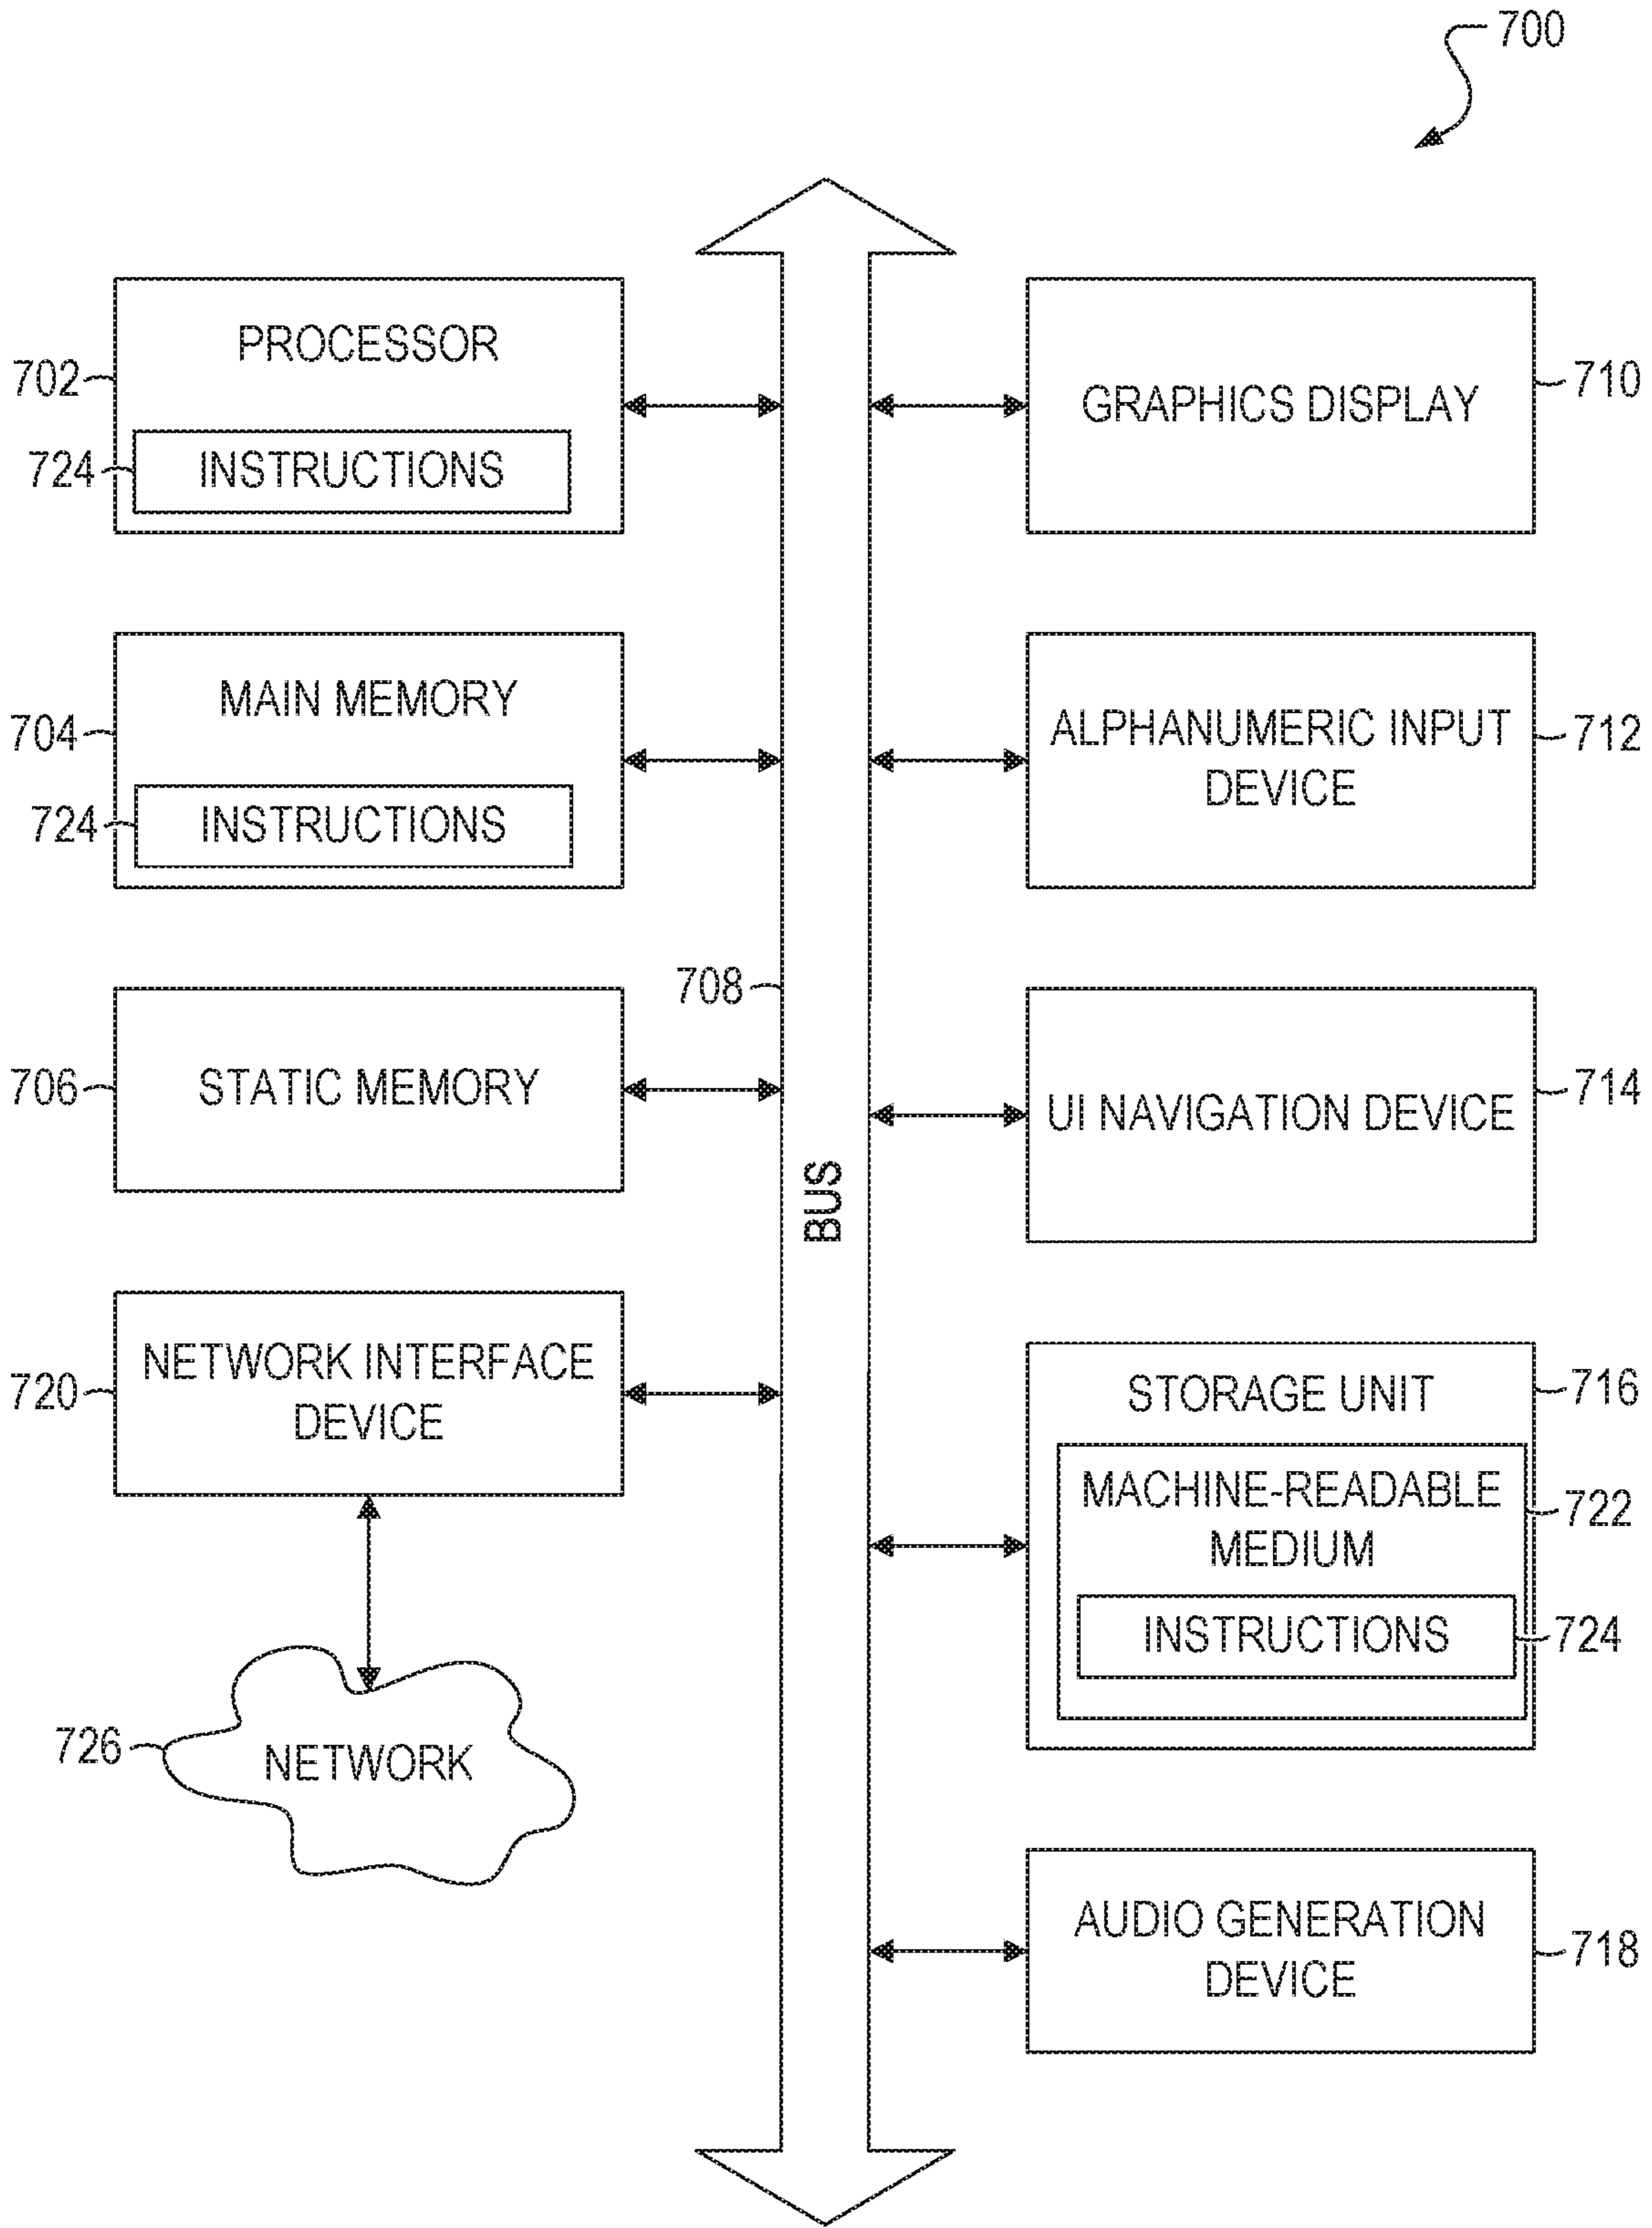 700
PROCESSOR
702
724
INSTRUCTIONS
MAIN MEMORY
704
724
INSTRUCTIONS
708
706
STATIC MEMORY
720
NETWORK INTERFACE
DEVICE
726
NETWORK
BUS
GRAPHICS DISPLAY
710
ALPHANUMERIC INPUT
DEVICE
712
UI NAVIGATION DEVICE
714
STORAGE UNIT
716
MACHINE-READABLE
MEDIUM
722
INSTRUCTIONS
724
AUDIO GENERATION
DEVICE
718